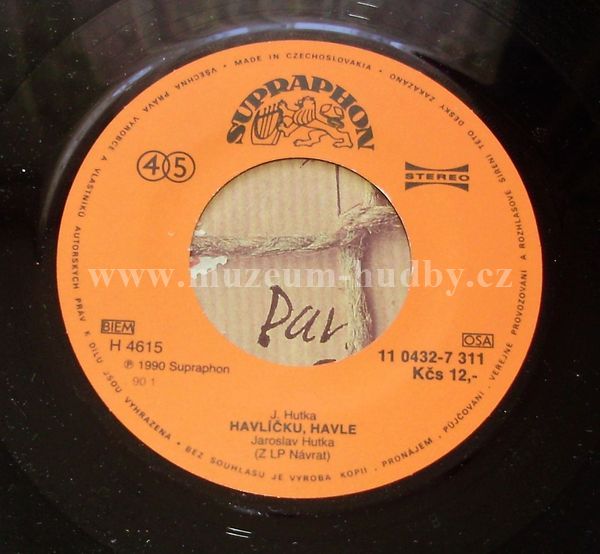 VŠECHNA PRÁVA VÝROBCE A VLASTNÍKŮ AUTORSKÝCH PRÁV K DÍLU JSOU VYHRAZENA • BEZ SOUHLASU JE VÝROBA KOPIÍ, PRONÁJEM, PŮJČOVÁNÍ, VEŘEJNÉ PROVOZOVÁNÍ A ROZHLASOVÉ ŠÍŘENÍ TÉTO DESKY ZAKÁZÁNO • MADE IN CZECHOSLOVAKIA •
SUPRAPHON
45
STEREO
www.muzeum-hudby.cz
Pav
BIEM
OSA
H 4615
11 0432-7 311
℗ 1990 Supraphon
Kčs 12,-
90 1
J. Hutka
HAVLÍČKU, HAVLE
Jaroslav Hutka
(Z LP Návrat)